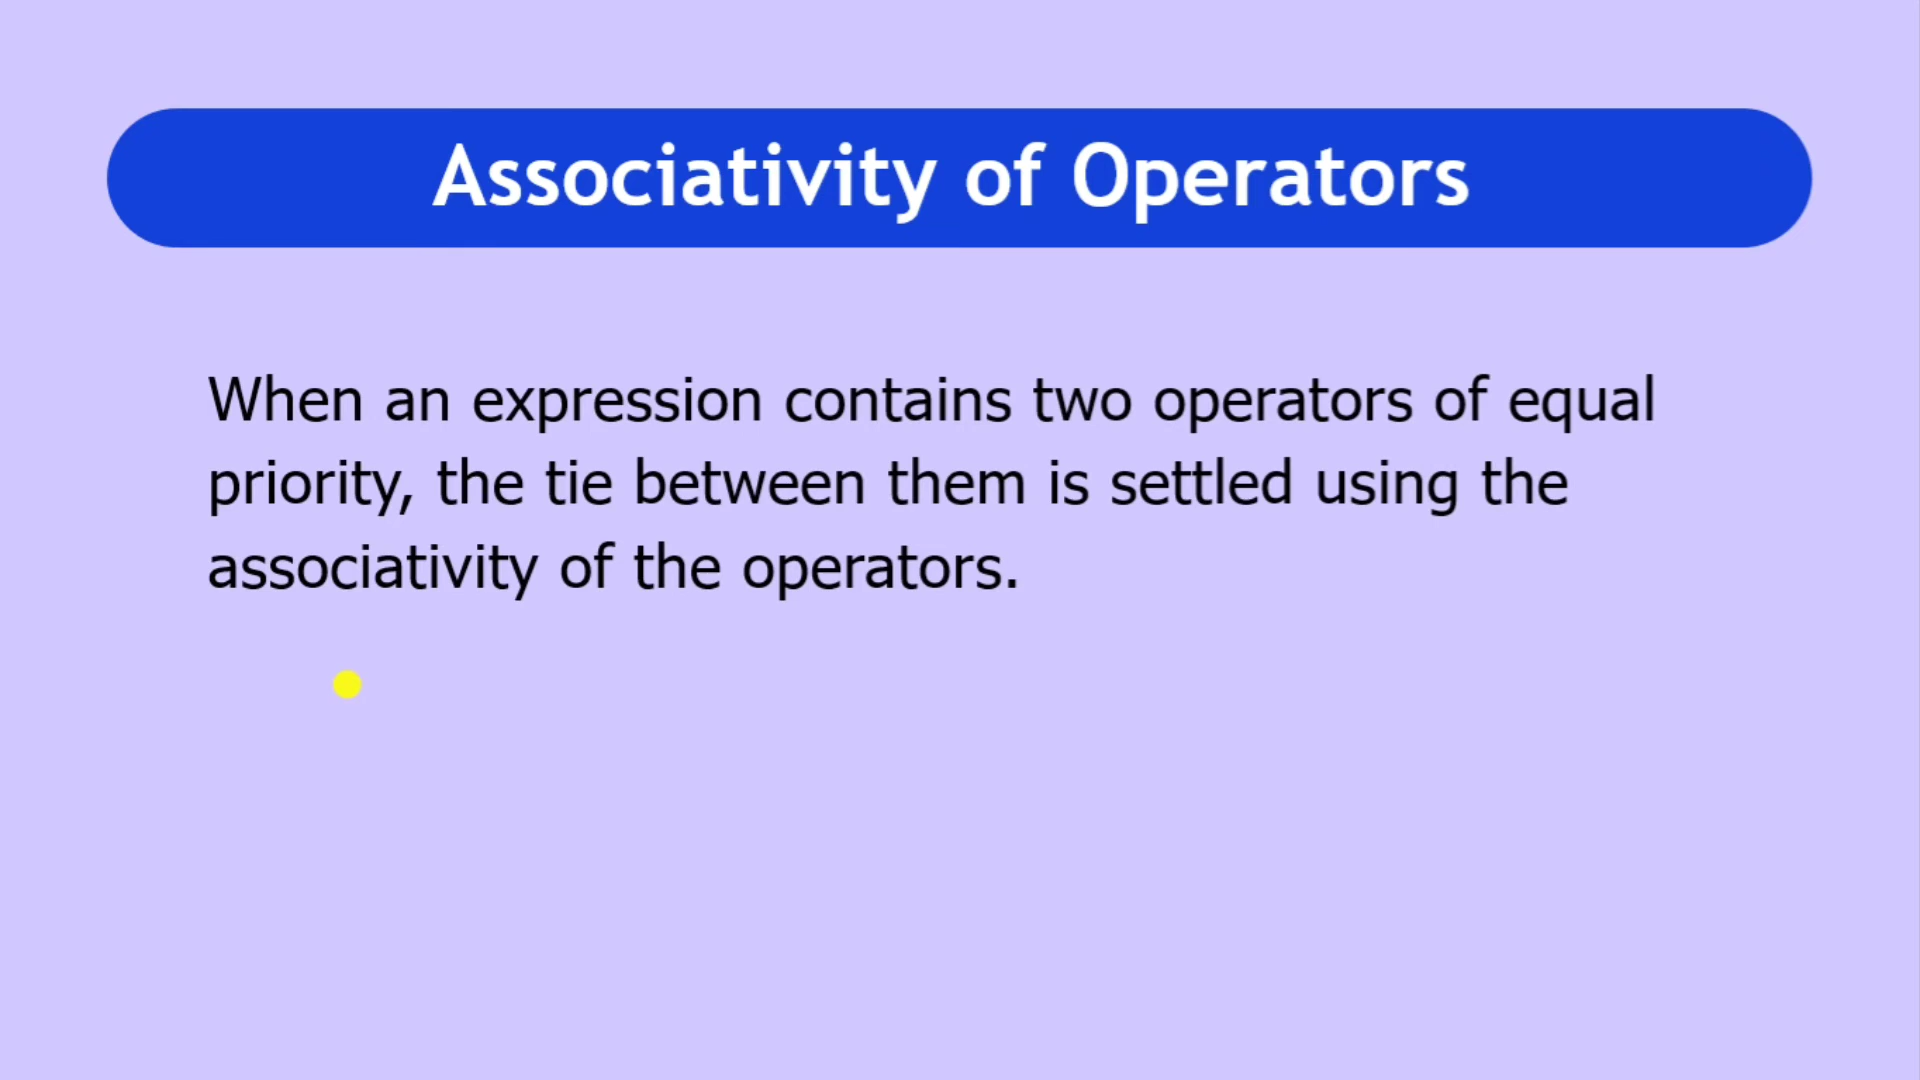 Associativity of Operators
When an expression contains two operators of equal
priority, the tie between them is settled using the
associativity of the operators.